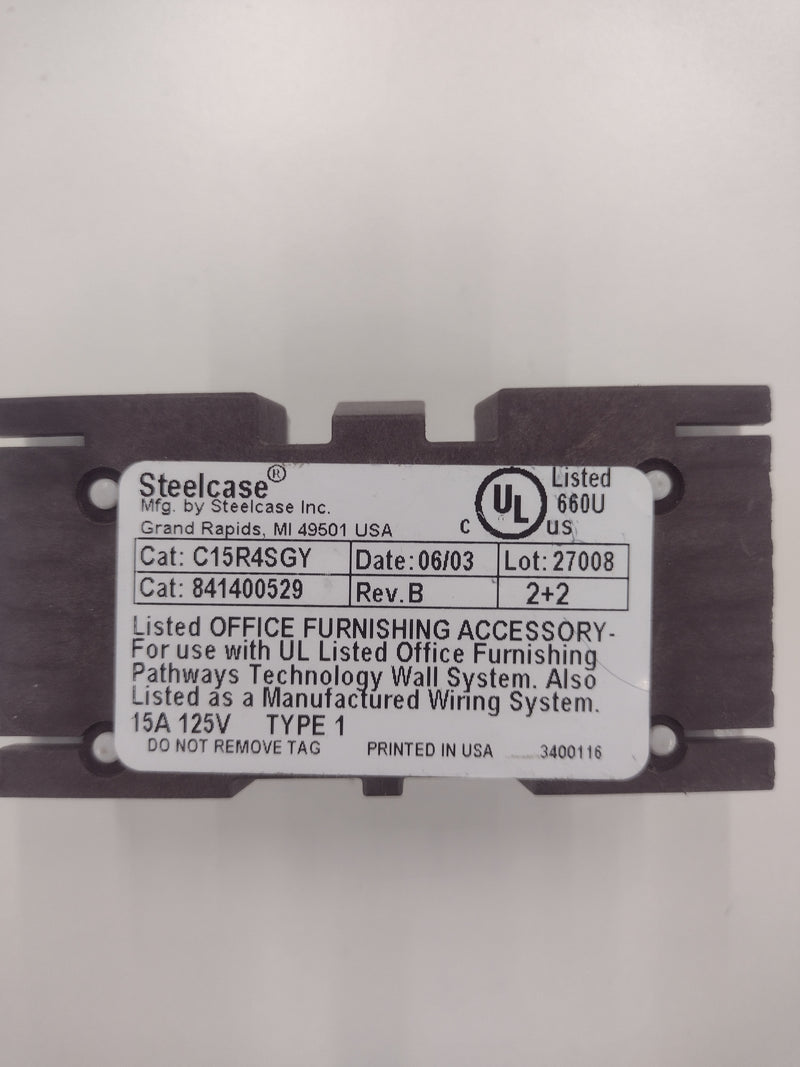 Steelcase®
Mfg. by Steelcase Inc.
Grand Rapids, MI 49501 USA
C UL US Listed 660U
Cat: C15R4SGY Date: 06/03 Lot: 27008
Cat: 841400529 Rev. B 2+2
Listed OFFICE FURNISHING ACCESSORY-
For use with UL Listed Office Furnishing
Pathways Technology Wall System. Also
Listed as a Manufactured Wiring System.
15A 125V TYPE 1
DO NOT REMOVE TAG PRINTED IN USA 3400116